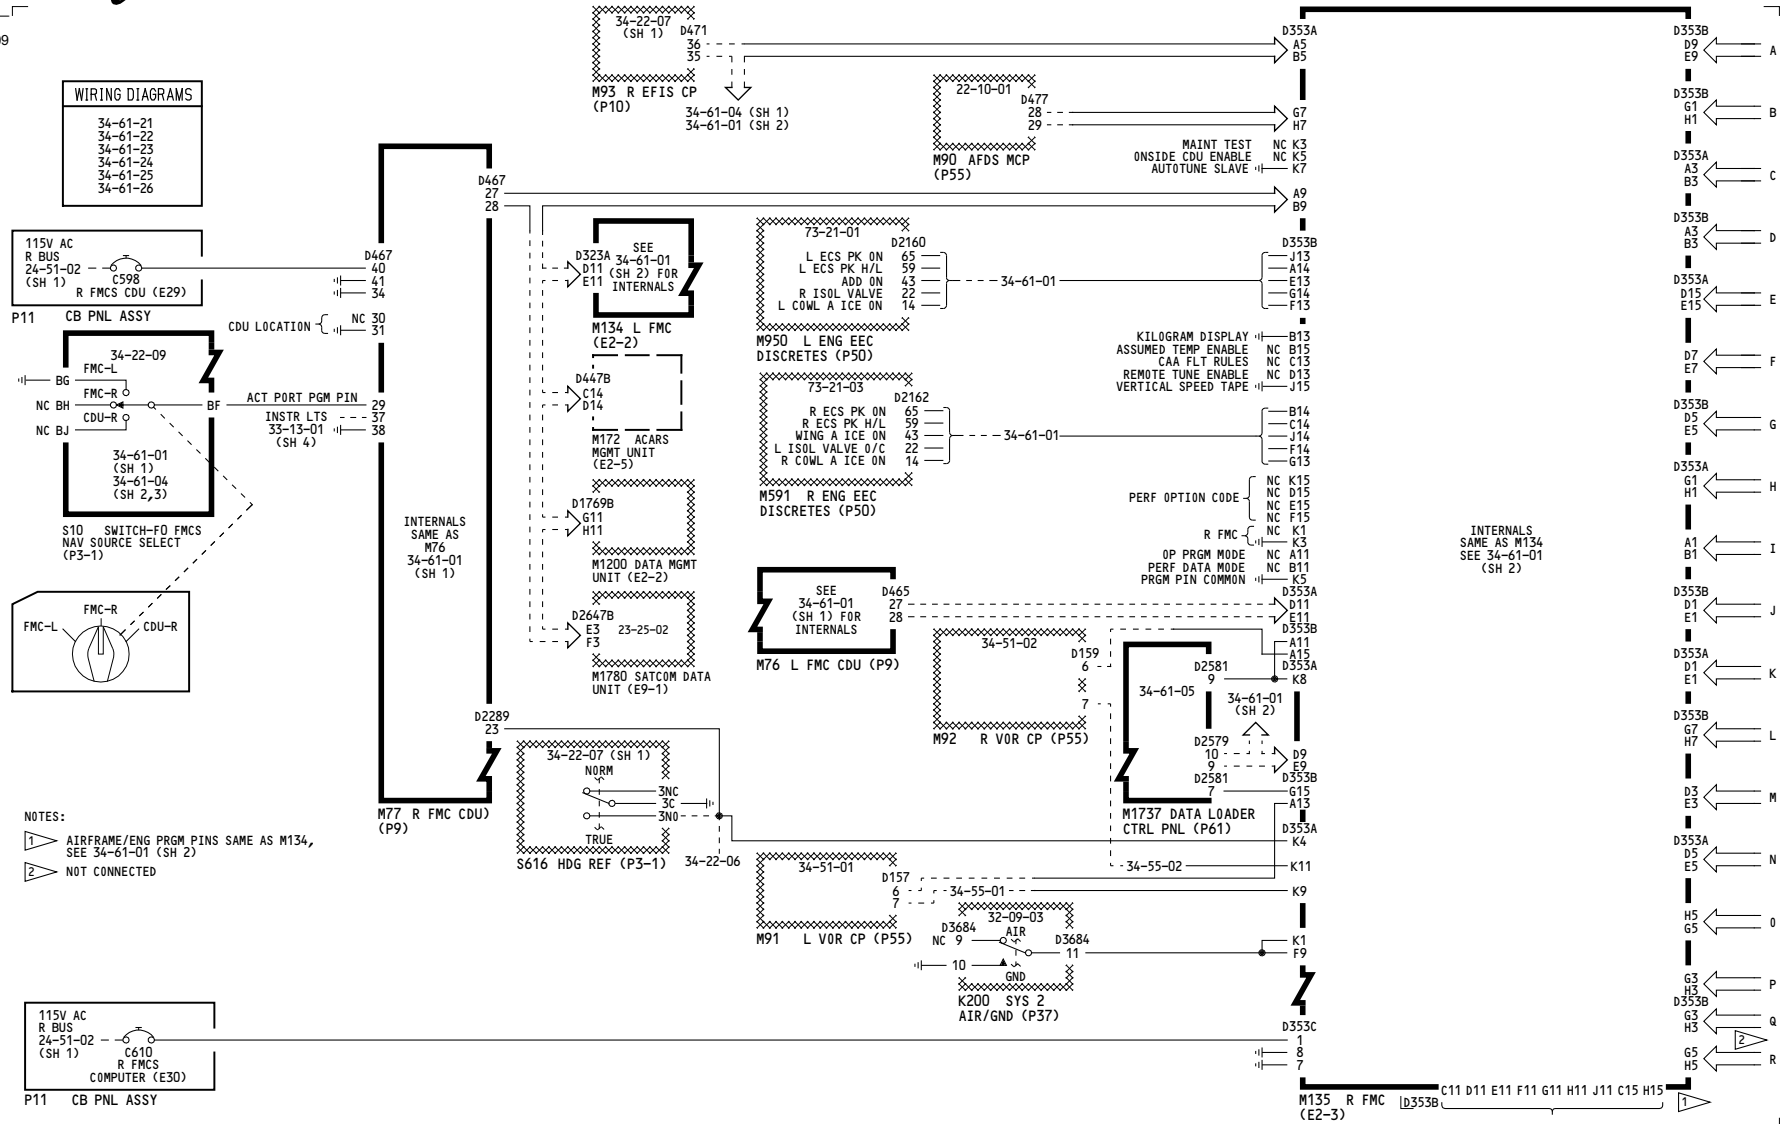 09
WIRING DIAGRAMS
34-61-21
34-61-22
34-61-23
34-61-24
34-61-25
34-61-26
115V AC
R BUS
24-51-02
(SH 1)
C598
R FMCS CDU (E29)
P11 CB PNL ASSY
34-22-09
FMC-L
BG
FMC-R
NC BH
CDU-R
NC BJ
BF
34-61-01
(SH 1)
34-61-04
(SH 2,3)
S10 SWITCH-FO FMCS
NAV SOURCE SELECT
(P3-1)
FMC-R
FMC-L
CDU-R
NOTES:
1 AIRFRAME/ENG PRGM PINS SAME AS M134,
SEE 34-61-01 (SH 2)
2 NOT CONNECTED
115V AC
R BUS
24-51-02
(SH 1)
C610
R FMCS
COMPUTER (E30)
P11 CB PNL ASSY
D467
40
41
34
CDU LOCATION
NC 30
31
ACT PORT PGM PIN
29
INSTR LTS
37
33-13-01
38
(SH 4)
D467
27
28
INTERNALS
SAME AS
M76
34-61-01
(SH 1)
D2289
23
M77 R FMC CDU)
(P9)
34-22-07
(SH 1)
D471
36
35
M93 R EFIS CP
(P10)
34-61-04 (SH 1)
34-61-01 (SH 2)
22-10-01
D477
28
29
M90 AFDS MCP
(P55)
D323A
D11
E11
SEE
34-61-01
(SH 2) FOR
INTERNALS
M134 L FMC
(E2-2)
D447B
C14
D14
M172 ACARS
MGMT UNIT
(E2-5)
D1769B
G11
H11
M1200 DATA MGMT
UNIT (E2-2)
D2647B
E3
F3
23-25-02
M1780 SATCOM DATA
UNIT (E9-1)
34-22-07 (SH 1)
NORM
3NC
3C
3NO
TRUE
S616 HDG REF (P3-1)
34-22-06
73-21-01
D2160
L ECS PK ON 65
L ECS PK H/L 59
ADD ON 43
R ISOL VALVE 22
L COWL A ICE ON 14
34-61-01
M950 L ENG EEC
DISCRETES (P50)
73-21-03
D2162
R ECS PK ON 65
R ECS PK H/L 59
WING A ICE ON 43
L ISOL VALVE O/C 22
R COWL A ICE ON 14
34-61-01
M591 R ENG EEC
DISCRETES (P50)
SEE
34-61-01
(SH 1) FOR
INTERNALS
D465
27
28
M76 L FMC CDU (P9)
34-51-02
D159
6
7
M92 R VOR CP (P55)
34-51-01
D157
6
7
34-55-01
M91 L VOR CP (P55)
32-09-03
D3684
NC 9
AIR
D3684
11
10
GND
K200 SYS 2
AIR/GND (P37)
34-61-05
D2581
9
34-61-01
(SH 2)
D2579
10
9
D2581
7
M1737 DATA LOADER
CTRL PNL (P61)
34-55-02
D353A
A5
B5
G7
H7
MAINT TEST NC K3
ONSIDE CDU ENABLE NC K5
AUTOTUNE SLAVE K7
A9
B9
D353B
J13
A14
E13
G14
F13
KILOGRAM DISPLAY B13
ASSUMED TEMP ENABLE NC B15
CAA FLT RULES NC C13
REMOTE TUNE ENABLE NC D13
VERTICAL SPEED TAPE J15
B14
C14
J14
F14
G13
PERF OPTION CODE
NC K15
NC D15
NC E15
NC F15
R FMC
NC K1
K3
OP PRGM MODE NC A11
PERF DATA MODE NC B11
PRGM PIN COMMON K5
D353A
D11
E11
D353B
A11
A15
D353A
K8
D9
E9
D353B
G15
A13
D353A
K4
K11
K9
K1
F9
D353C
1
8
7
INTERNALS
SAME AS M134
SEE 34-61-01
(SH 2)
M135 R FMC
(E2-3)
D353B C11 D11 E11 F11 G11 H11 J11 C15 H15
1
D353B
D9
E9
A
D353B
G1
H1
B
D353A
A3
B3
C
D353B
A3
B3
D
D353A
D15
E15
E
D7
E7
F
D353B
D5
E5
G
D353A
G1
H1
H
A1
B1
I
D353B
D1
E1
J
D353A
D1
E1
K
D353B
G7
H7
L
D3
E3
M
D353A
D5
E5
N
H5
G5
O
G3
H3
P
D353B
G3
H3
Q
2
G5
H5
R